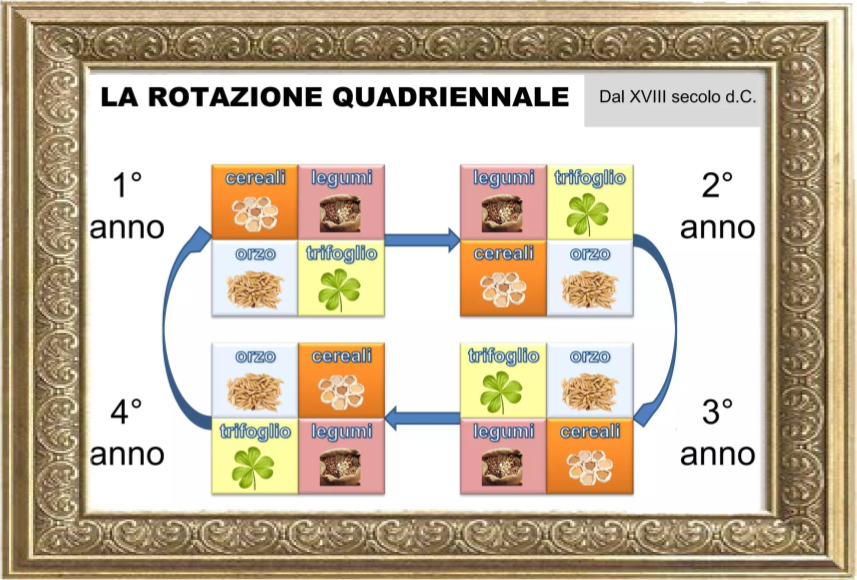 LA ROTAZIONE QUADRIENNALE
Dal XVIII secolo d.C.
1°
anno
cereali legumi
orzo trifoglio
legumi trifoglio
cereali orzo
2°
anno
4°
anno
orzo cereali
trifoglio legumi
trifoglio orzo
legumi cereali
3°
anno